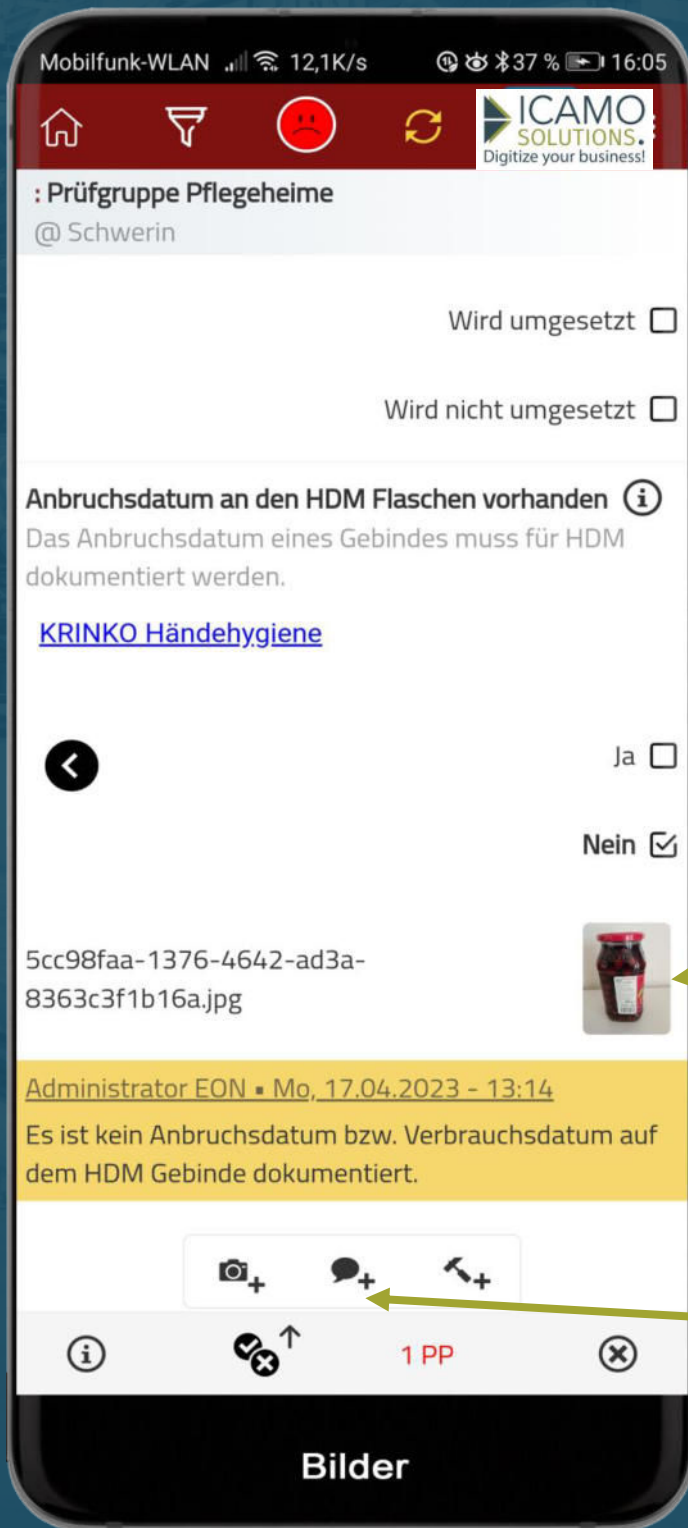 Mobilfunk-WLAN 12,1K/s 37 % 16:05
ICAMO
SOLUTIONS.
Digitize your business!
: Prüfgruppe Pflegeheime
@ Schwerin
Wird umgesetzt
Wird nicht umgesetzt
Anbruchsdatum an den HDM Flaschen vorhanden
Das Anbruchsdatum eines Gebindes muss für HDM
dokumentiert werden.
KRINKO Händehygiene
Ja
Nein
5cc98faa-1376-4642-ad3a-
8363c3f1b16a.jpg
Administrator EON ▪ Mo, 17.04.2023 - 13:14
Es ist kein Anbruchsdatum bzw. Verbrauchsdatum auf
dem HDM Gebinde dokumentiert.
1 PP
Bilder